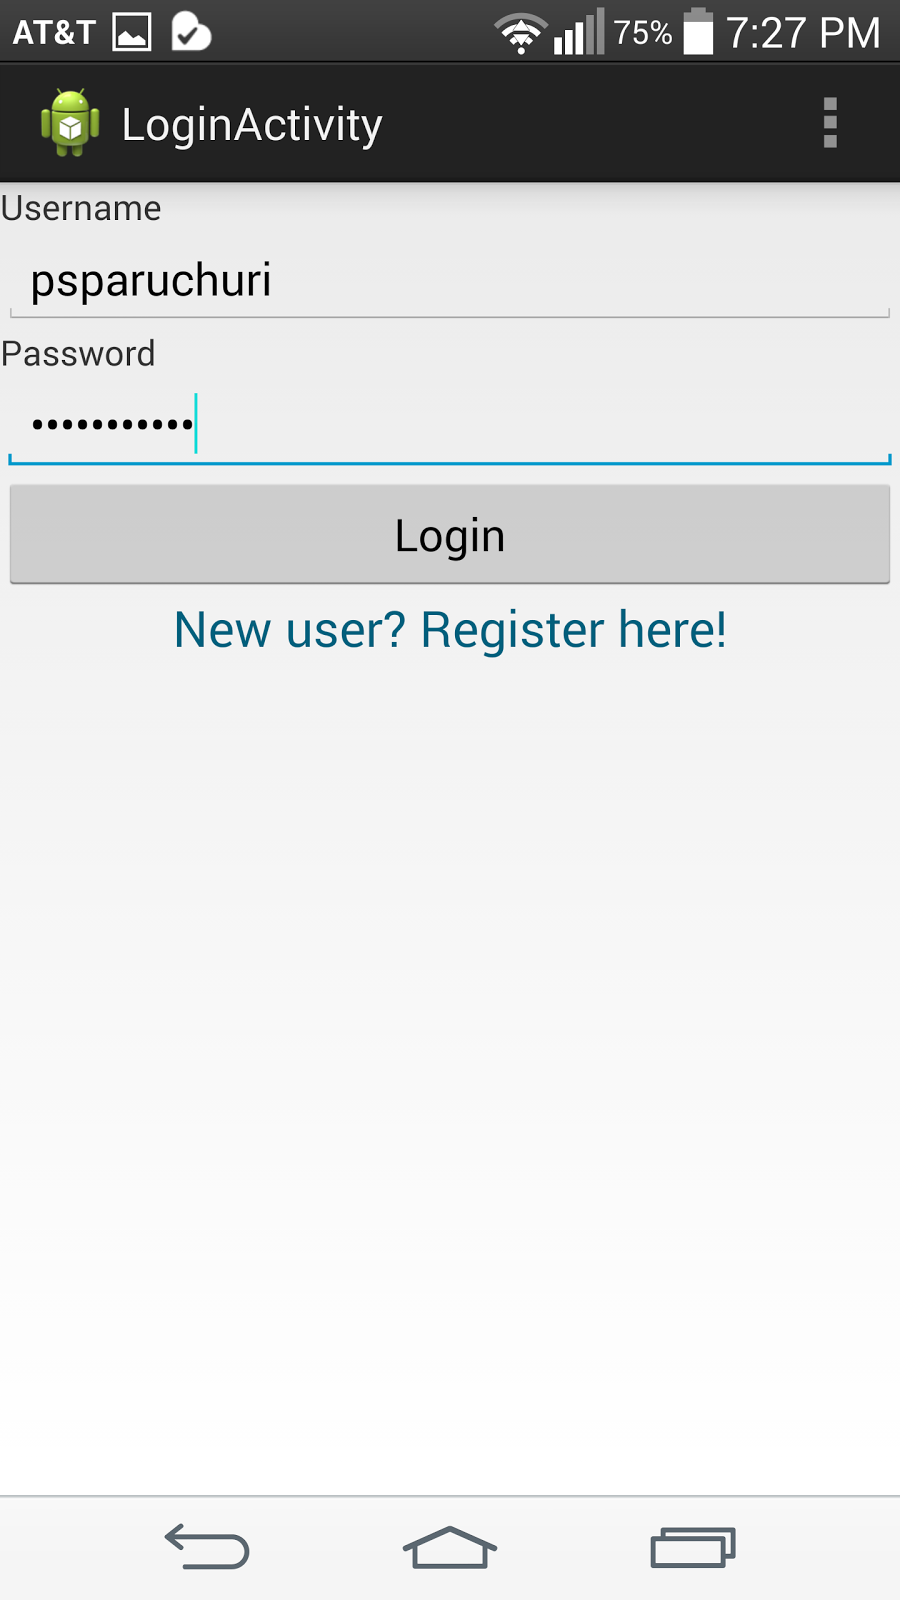 AT&T 75% 7:27 PM
LoginActivity
Username
psparuchuri
Password
•••••••••••
Login
New user? Register here!